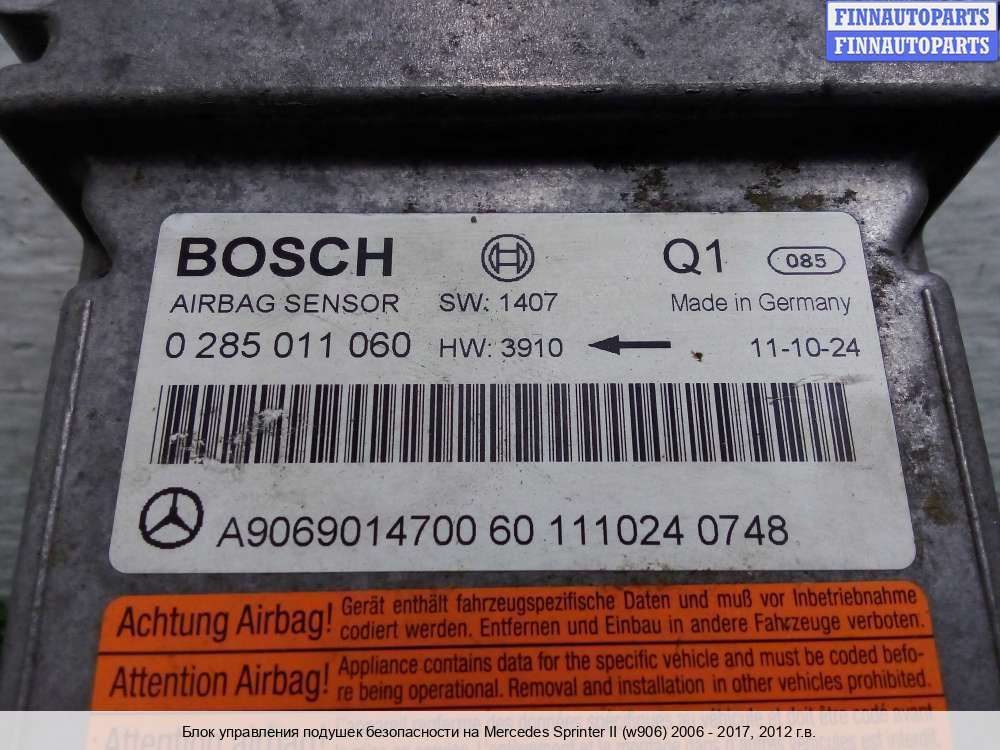 FINNAUTOPARTS
FINNAUTOPARTS
BOSCH Q1 085
AIRBAG SENSOR SW: 1407 Made in Germany
0 285 011 060 HW: 3910 11-10-24
A9069014700 60 111024 0748
Achtung Airbag! Gerät enthält fahrzeugspezifische Daten und muß vor Inbetriebnahme
codiert werden. Entfernen und Einbau in andere Fahrzeuge verboten.
Attention Airbag! Appliance contains data for the specific vehicle and must be coded befo-
re being operational. Removal and installation in other vehicles prohibited.
Attention Airbag!
Блок управления подушек безопасности на Mercedes Sprinter II (w906) 2006 - 2017, 2012 г.в.